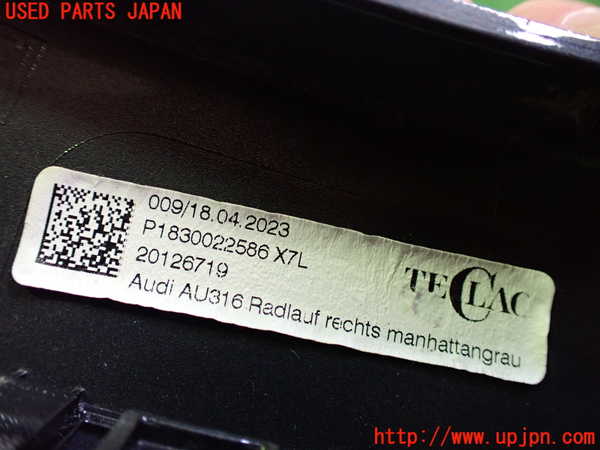 USED PARTS JAPAN
009/18.04.2023
P1830022586 X7L
20126719
Audi AU316 Radlauf rechts manhattangrau
TECLAC
http://www.upjpn.com